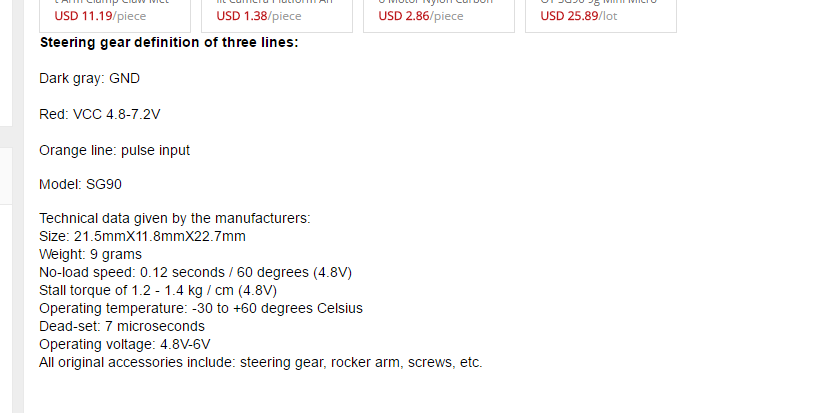 USD 11.19/piece
USD 1.38/piece
USD 2.86/piece
USD 25.89/lot
Steering gear definition of three lines:
Dark gray: GND
Red: VCC 4.8-7.2V
Orange line: pulse input
Model: SG90
Technical data given by the manufacturers:
Size: 21.5mmX11.8mmX22.7mm
Weight: 9 grams
No-load speed: 0.12 seconds / 60 degrees (4.8V)
Stall torque of 1.2 - 1.4 kg / cm (4.8V)
Operating temperature: -30 to +60 degrees Celsius
Dead-set: 7 microseconds
Operating voltage: 4.8V-6V
All original accessories include: steering gear, rocker arm, screws, etc.